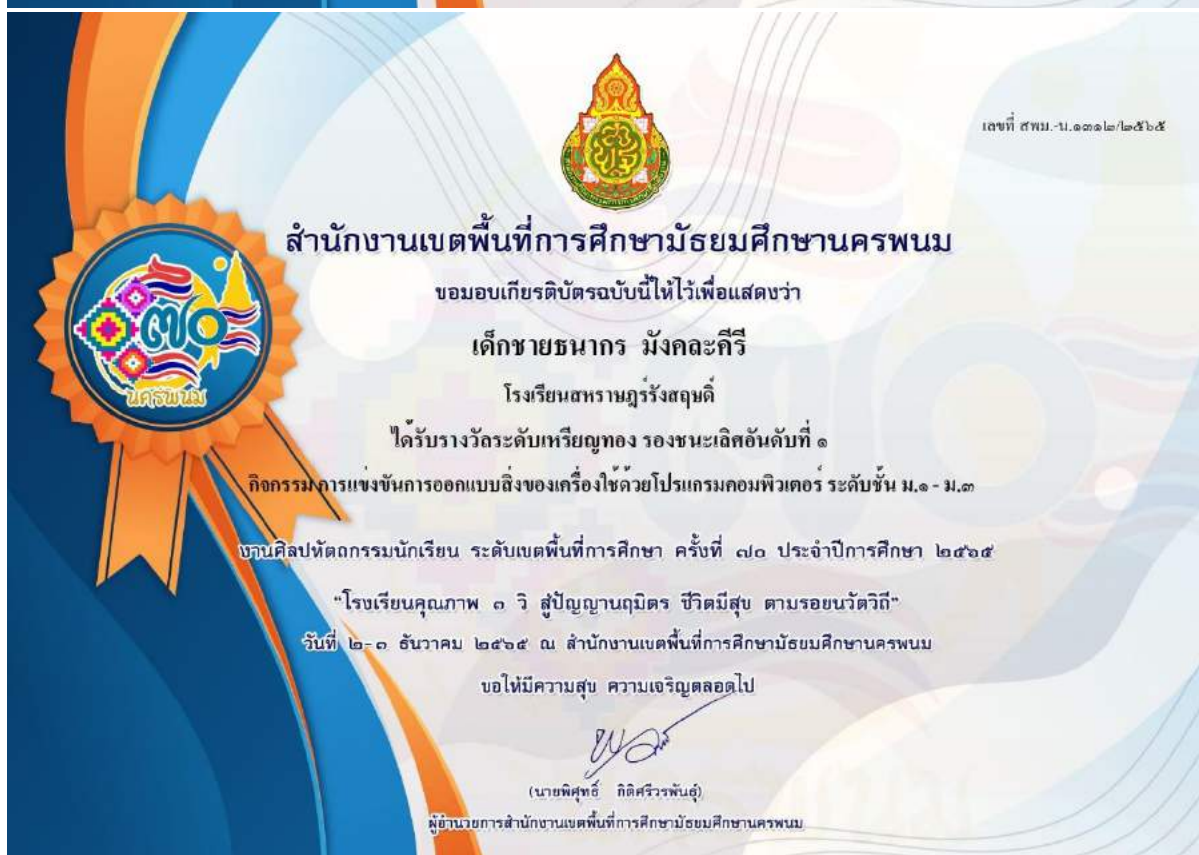 เลขที่ สพม.-น.๑๓๑๒/๒๕๖๕
สำนักงานเขตพื้นที่การศึกษามัธยมศึกษานครพนม
ขอมอบเกียรติบัตรฉบับนี้ให้ไว้เพื่อแสดงว่า
เด็กชายธนากร มังคละคีรี
โรงเรียนสหราษฎร์รังสฤษดิ์
ได้รับรางวัลระดับเหรียญทอง รองชนะเลิศอันดับที่ ๑
กิจกรรม การแข่งขันการออกแบบสิ่งของเครื่องใช้ด้วยโปรแกรมคอมพิวเตอร์ ระดับชั้น ม.๑ - ม.๓
งานศิลปหัตถกรรมนักเรียน ระดับเขตพื้นที่การศึกษา ครั้งที่ ๗๐ ประจำปีการศึกษา ๒๕๖๕
"โรงเรียนคุณภาพ ๓ วิ สู่ปัญญานฤมิตร ชีวิตมีสุข ตามรอยนวัตวิถี"
วันที่ ๒-๓ ธันวาคม ๒๕๖๕ ณ สำนักงานเขตพื้นที่การศึกษามัธยมศึกษานครพนม
ขอให้มีความสุข ความเจริญตลอดไป
(นายพิศุทธิ์ กิติศรีวรพันธุ์)
ผู้อำนวยการสำนักงานเขตพื้นที่การศึกษามัธยมศึกษานครพนม
๗๐
นครพนม